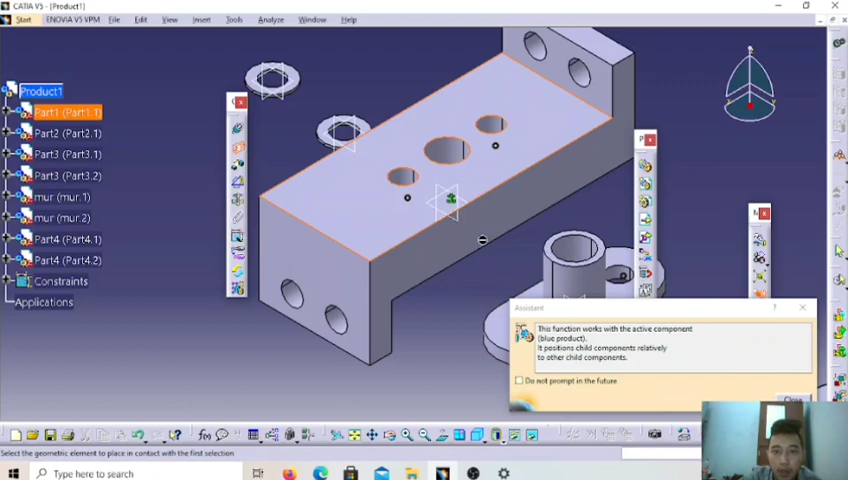 CATIA V5 - [Product1]
Start ENOVIA V5 VPM File Edit View Insert Tools Analyze Window Help
Product1
Part1 (Part1.1)
Part2 (Part2.1)
Part3 (Part3.1)
Part3 (Part3.2)
mur (mur.1)
mur (mur.2)
Part4 (Part4.1)
Part4 (Part4.2)
Constraints
Applications
Assistant
This function works with the active component
(blue product).
It positions child components relatively
to other child components.
Do not prompt in the future
Close
Select the geometric element to place in contact with the first selection
Type here to search